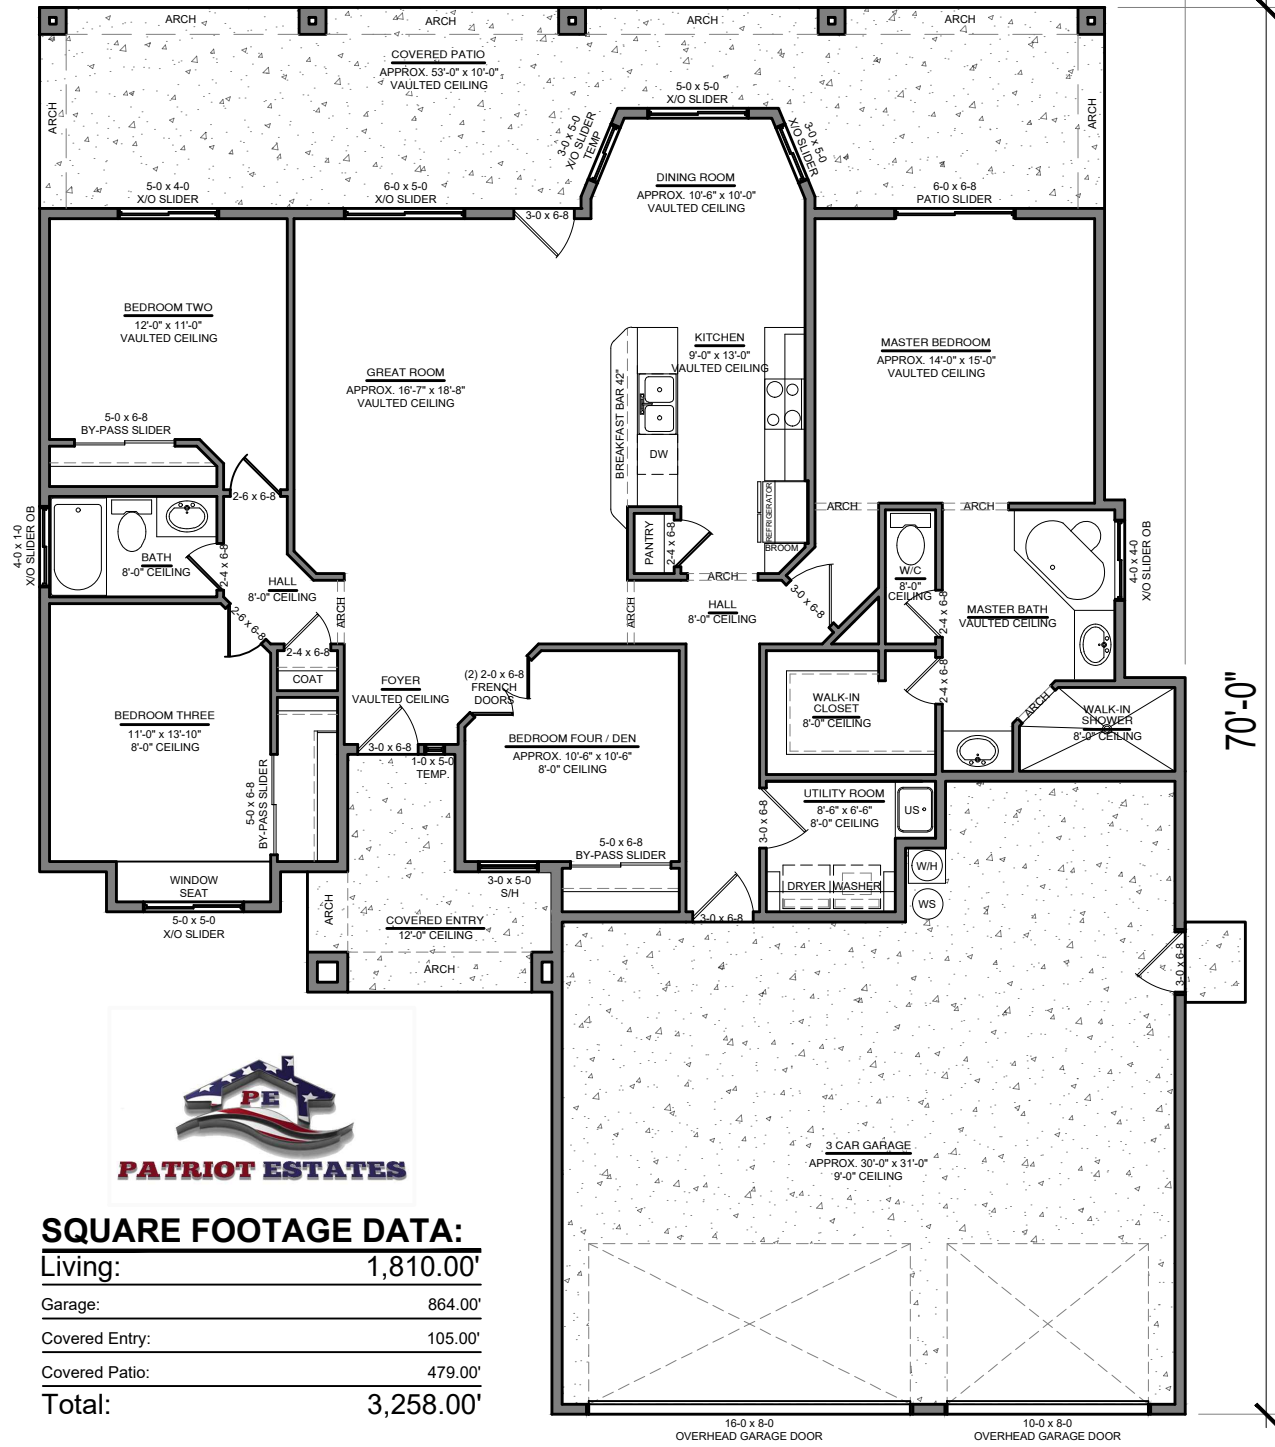 ARCH
ARCH
ARCH
ARCH
COVERED PATIO
APPROX. 53'-0" x 10'-0"
VAULTED CEILING
ARCH
ARCH
5-0 x 5-0
X/O SLIDER
3-0 x 5-0
X/O SLIDER
TEMP
3-0 x 5-0
X/O SLIDER
5-0 x 4-0
X/O SLIDER
6-0 x 5-0
X/O SLIDER
3-0 x 6-8
DINING ROOM
APPROX. 10'-6" x 10'-0"
VAULTED CEILING
6-0 x 6-8
PATIO SLIDER
BEDROOM TWO
12'-0" x 11'-0"
VAULTED CEILING
5-0 x 6-8
BY-PASS SLIDER
GREAT ROOM
APPROX. 16'-7" x 18'-8"
VAULTED CEILING
BREAKFAST BAR 42"
KITCHEN
9'-0" x 13'-0"
VAULTED CEILING
DW
REFRIGERATOR
BROOM
PANTRY
2-4 x 6-8
MASTER BEDROOM
APPROX. 14'-0" x 15'-0"
VAULTED CEILING
ARCH
ARCH
2-6 x 6-8
4-0 x 1-0
X/O SLIDER OB
BATH
8'-0" CEILING
2-4 x 6-8
HALL
8'-0" CEILING
ARCH
2-6 x 6-8
2-4 x 6-8
COAT
ARCH
ARCH
HALL
8'-0" CEILING
3-0 x 6-8
W/C
8'-0"
CEILING
2-4 x 6-8
MASTER BATH
VAULTED CEILING
4-0 x 4-0
X/O SLIDER OB
2-4 x 6-8
ARCH
WALK-IN
SHOWER
8'-0" CEILING
70'-0"
FOYER
VAULTED CEILING
(2) 2-0 x 6-8
FRENCH
DOORS
3-0 x 6-8
1-0 x 5-0
TEMP.
BEDROOM THREE
11'-0" x 13'-10"
8'-0" CEILING
5-0 x 6-8
BY-PASS SLIDER
BEDROOM FOUR / DEN
APPROX. 10'-6" x 10'-6"
8'-0" CEILING
5-0 x 6-8
BY-PASS SLIDER
3-0 x 5-0
S/H
WALK-IN
CLOSET
8'-0" CEILING
UTILITY ROOM
8'-6" x 6'-6"
8'-0" CEILING
US
3-0 x 6-8
DRYER
WASHER
W/H
WS
3-0 x 6-8
WINDOW
SEAT
5-0 x 5-0
X/O SLIDER
ARCH
COVERED ENTRY
12'-0" CEILING
ARCH
3-0 x 6-8
3 CAR GARAGE
APPROX. 30'-0" x 31'-0"
9'-0" CEILING
16-0 x 8-0
OVERHEAD GARAGE DOOR
10-0 x 8-0
OVERHEAD GARAGE DOOR
PE
PATRIOT ESTATES
SQUARE FOOTAGE DATA:
Living: 1,810.00'
Garage: 864.00'
Covered Entry: 105.00'
Covered Patio: 479.00'
Total: 3,258.00'